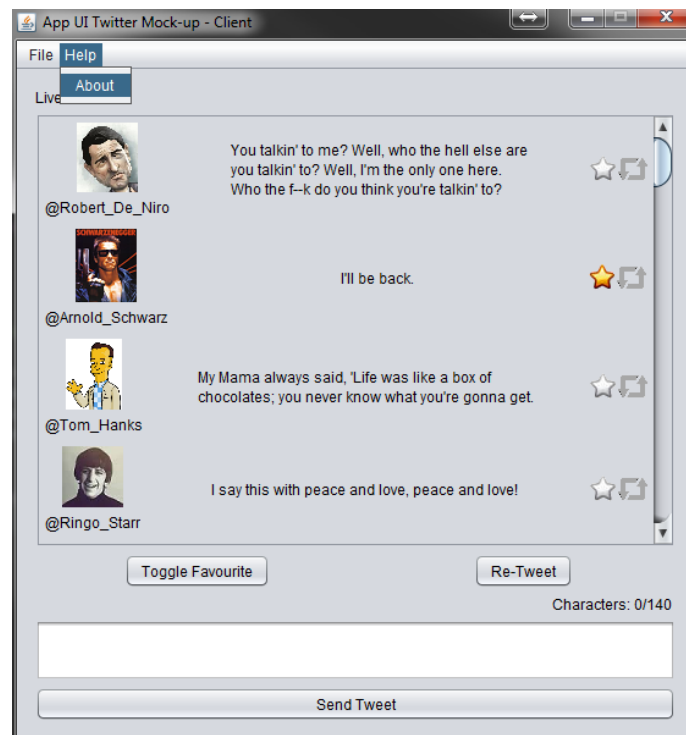 App UI Twitter Mock-up - Client
File Help
About
Live
You talkin' to me? Well, who the hell else are
you talkin' to? Well, I'm the only one here.
Who the f--k do you think you're talkin' to?
@Robert_De_Niro
SCHWARZENEGGER
I'll be back.
@Arnold_Schwarz
My Mama always said, 'Life was like a box of
chocolates; you never know what you're gonna get.
@Tom_Hanks
I say this with peace and love, peace and love!
@Ringo_Starr
Toggle Favourite
Re-Tweet
Characters: 0/140
Send Tweet